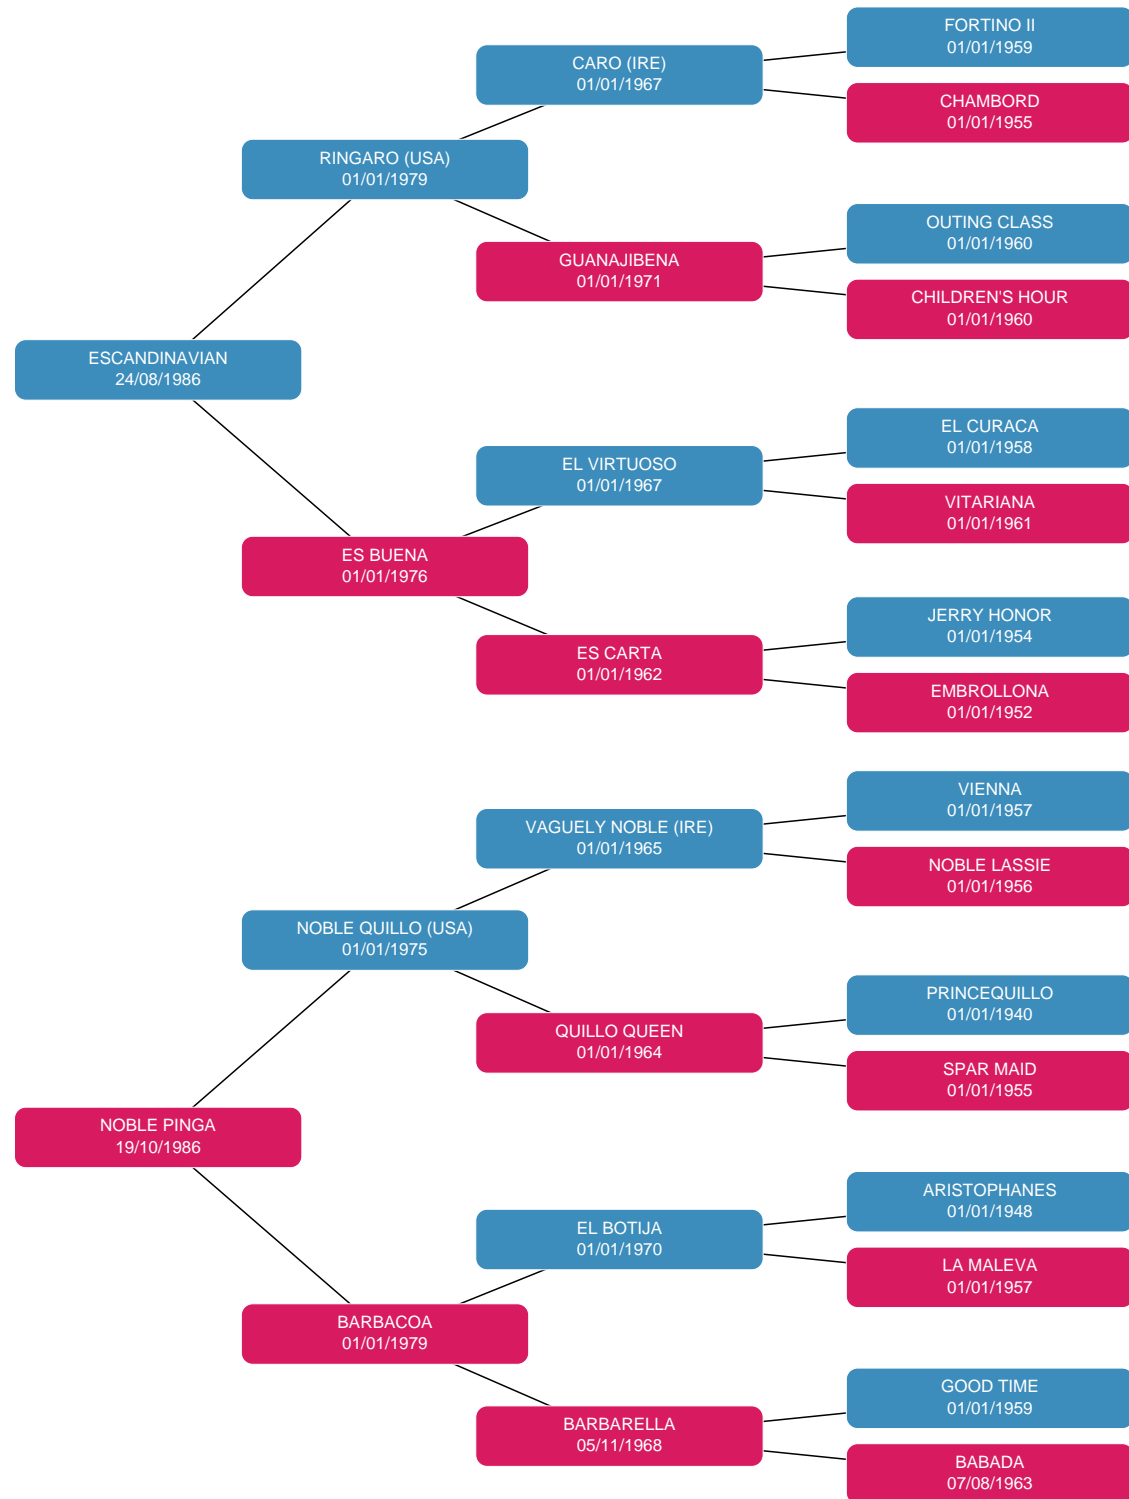 FORTINO II
01/01/1959
CARO (IRE)
01/01/1967
CHAMBORD
01/01/1955
RINGARO (USA)
01/01/1979
OUTING CLASS
01/01/1960
GUANAJIBENA
01/01/1971
CHILDREN'S HOUR
01/01/1960
ESCANDINAVIAN
24/08/1986
EL CURACA
01/01/1958
EL VIRTUOSO
01/01/1967
VITARIANA
01/01/1961
ES BUENA
01/01/1976
JERRY HONOR
01/01/1954
ES CARTA
01/01/1962
EMBROLLONA
01/01/1952
VIENNA
01/01/1957
VAGUELY NOBLE (IRE)
01/01/1965
NOBLE LASSIE
01/01/1956
NOBLE QUILLO (USA)
01/01/1975
PRINCEQUILLO
01/01/1940
QUILLO QUEEN
01/01/1964
SPAR MAID
01/01/1955
NOBLE PINGA
19/10/1986
ARISTOPHANES
01/01/1948
EL BOTIJA
01/01/1970
LA MALEVA
01/01/1957
BARBACOA
01/01/1979
GOOD TIME
01/01/1959
BARBARELLA
05/11/1968
BABADA
07/08/1963